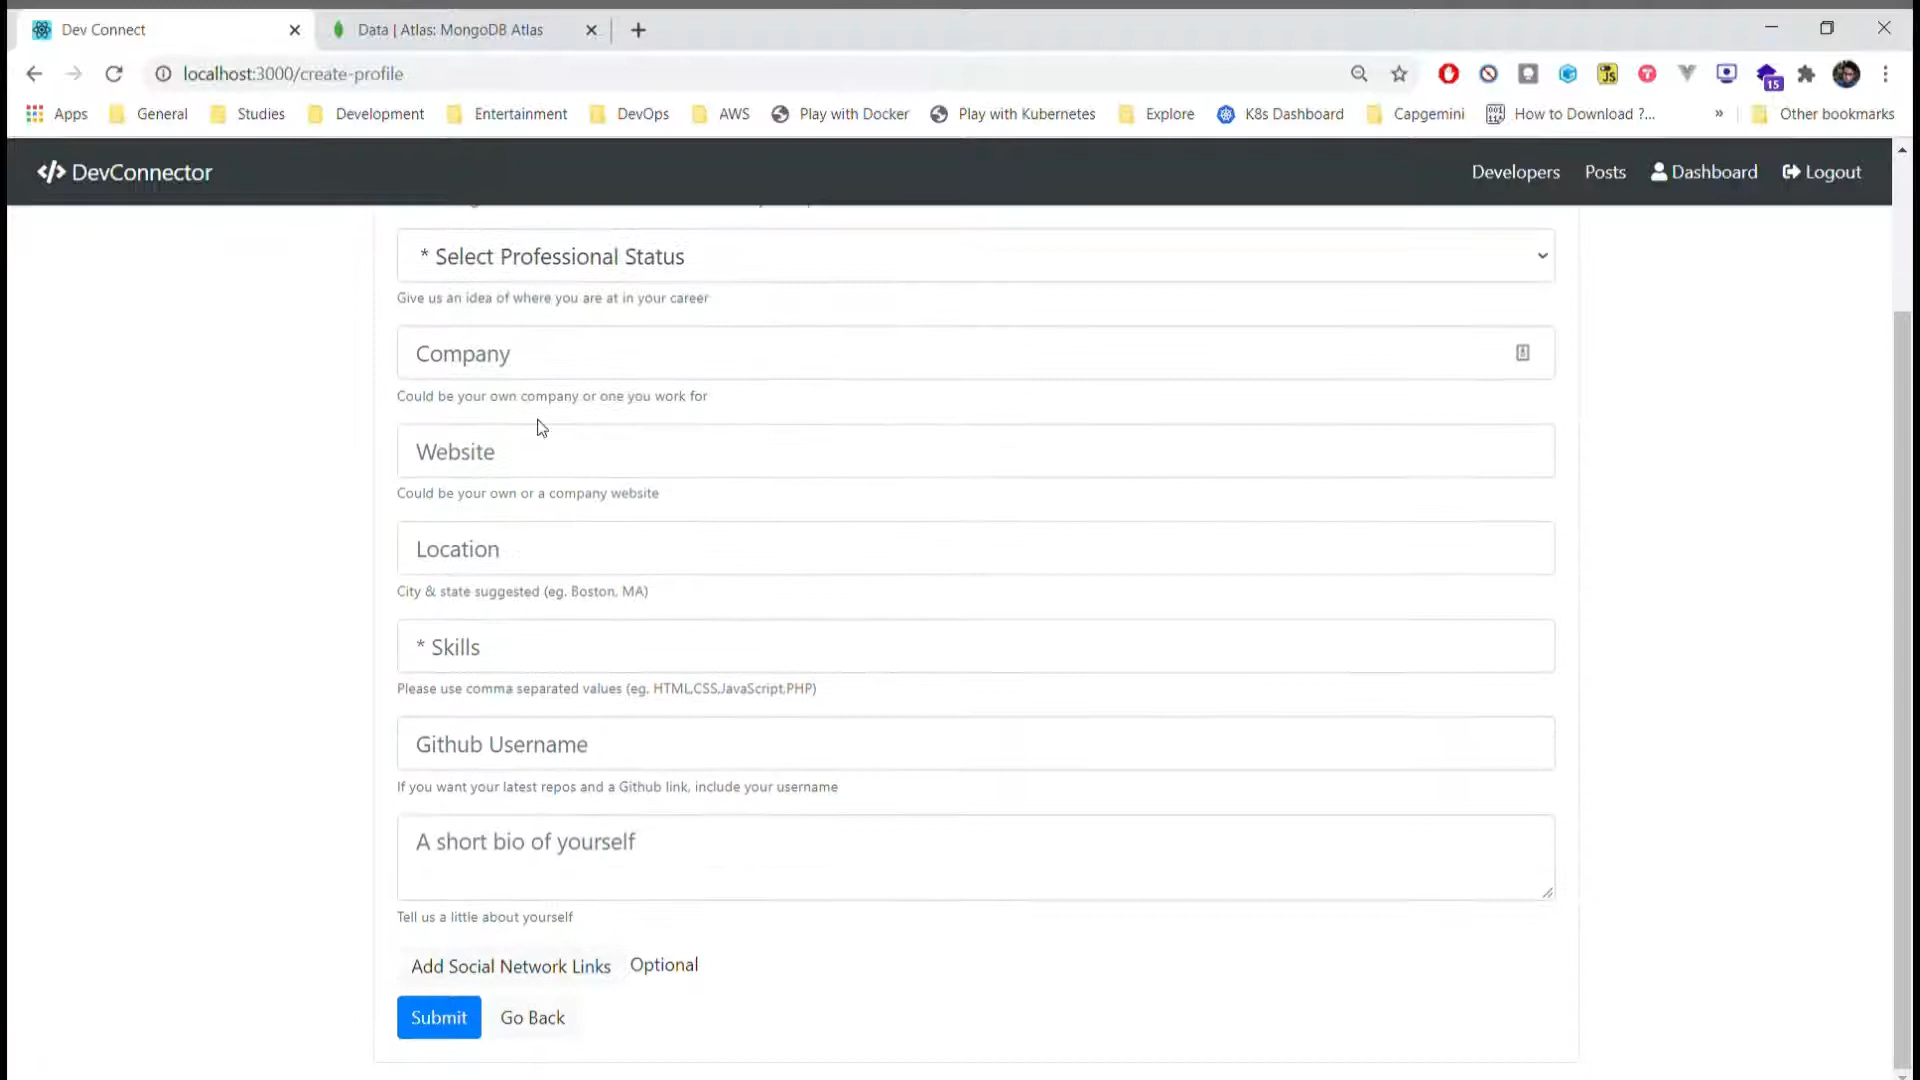 Dev Connect
Data | Atlas: MongoDB Atlas
localhost:3000/create-profile
15
Apps General Studies Development Entertainment DevOps AWS Play with Docker Play with Kubernetes Explore K8s Dashboard Capgemini How to Download ?... » Other bookmarks
</> DevConnector
Developers Posts Dashboard Logout
* Select Professional Status
Give us an idea of where you are at in your career
Company
Could be your own company or one you work for
Website
Could be your own or a company website
Location
City & state suggested (eg. Boston, MA)
* Skills
Please use comma separated values (eg. HTML,CSS,JavaScript,PHP)
Github Username
If you want your latest repos and a Github link, include your username
A short bio of yourself
Tell us a little about yourself
Add Social Network Links Optional
Submit Go Back